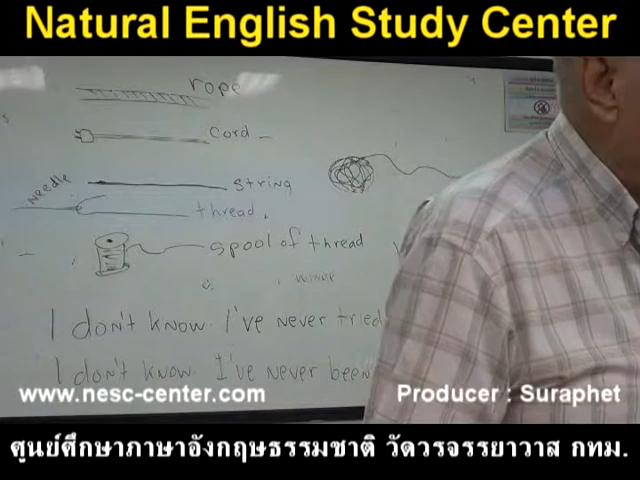 Natural English Study Center
rope
cord
Needle
string
thread.
spool of thread
I don't know. I've never tried
I don't know. I've never been
www.nesc-center.com
Producer : Suraphet
ศูนย์ศึกษาภาษาอังกฤษธรรมชาติ วัดวรจรรยาวาส กทม.